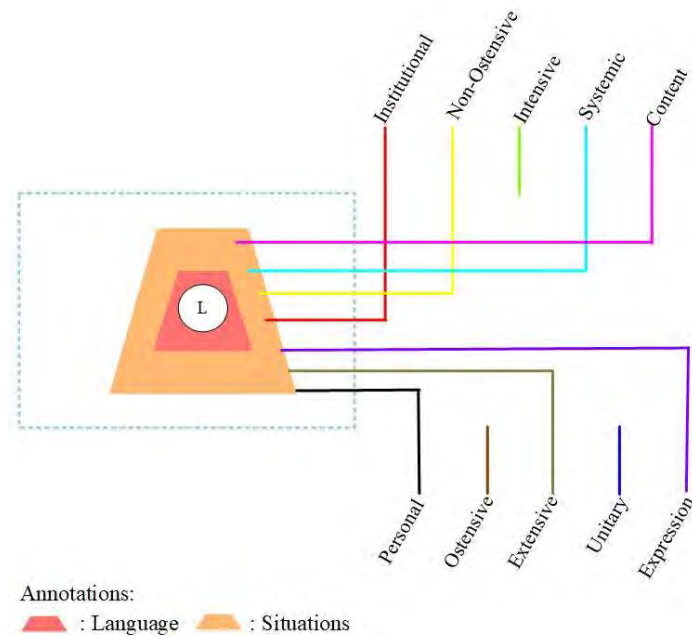 Institutional
Non-Ostensive
Intensive
Systemic
Content
L
Personal
Ostensive
Extensive
Unitary
Expression
Annotations:
: Language : Situations